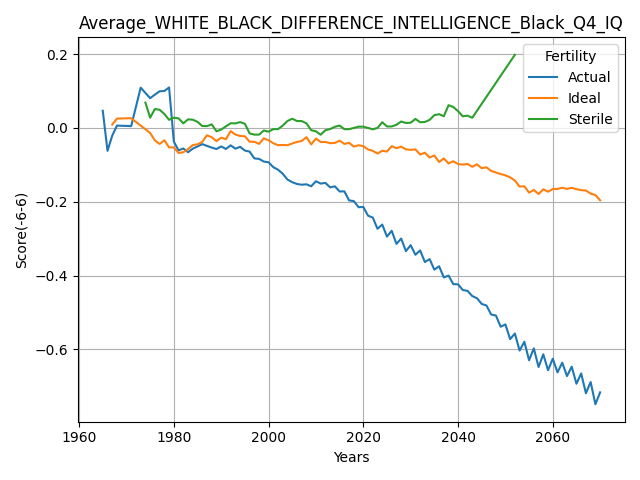 Average_WHITE_BLACK_DIFFERENCE_INTELLIGENCE_Black_Q4_IQ
Fertility
Actual
Ideal
Sterile
Score(-6-6)
0.2
0.0
−0.2
−0.4
−0.6
1960
1980
2000
2020
2040
2060
Years